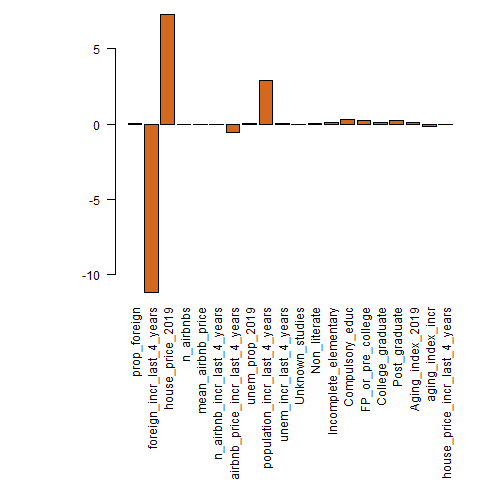 5
0
-5
-10
prop_foreign
foreign_incr_last_4_years
house_price_2019
n_airbnbs
mean_airbnb_price
n_airbnb_incr_last_4_years
airbnb_price_incr_last_4_years
unem_prop_2019
population_incr_last_4_years
unem_incr_last_4_years
Unknown_studies
Non_literate
Incomplete_elementary
Compulsory_educ
FP_or_pre_college
College_graduate
Post_graduate
Aging_index_2019
aging_index_incr
house_price_incr_last_4_years